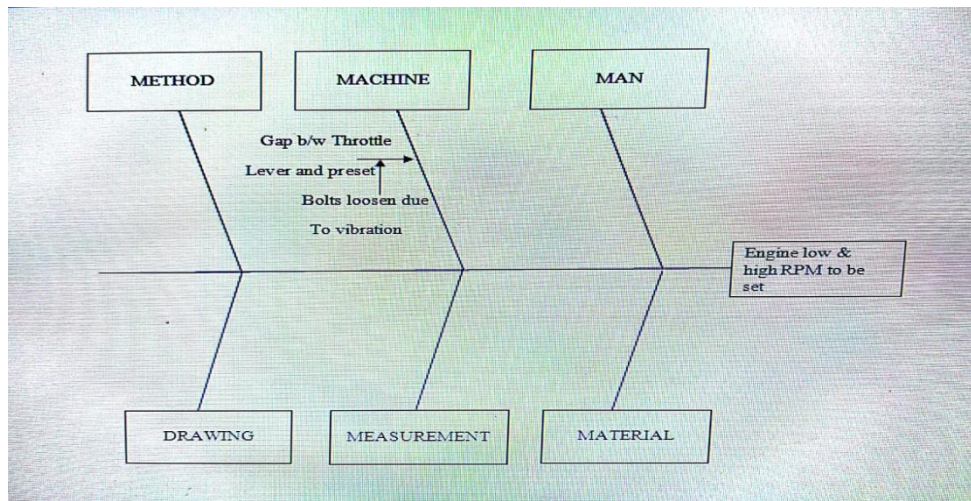 METHOD
MACHINE
MAN
Gap b/w Throttle
Lever and preset
Bolts loosen due
To vibration
Engine low &
high RPM to be
set
DRAWING
MEASUREMENT
MATERIAL